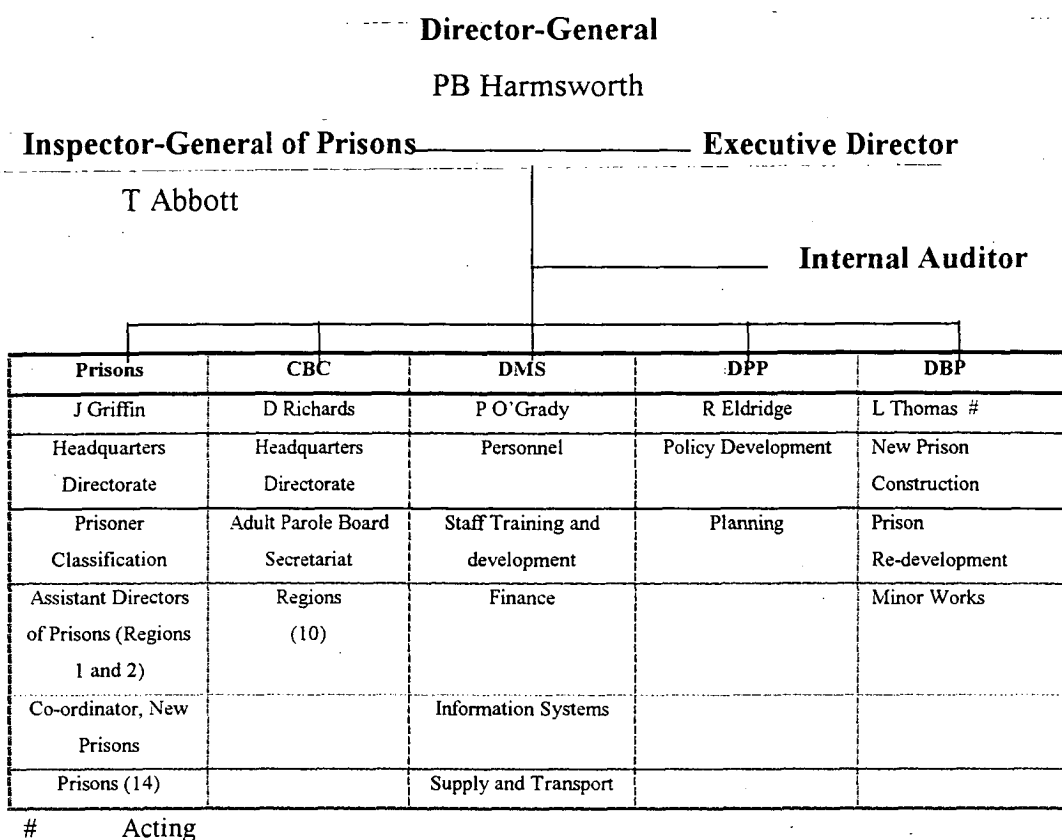 Director-General
PB Harmsworth
Inspector-General of Prisons Executive Director
T Abbott
Internal Auditor
Prisons CBC DMS DPP DBP
J Griffin D Richards P O'Grady R Eldridge L Thomas #
Headquarters Headquarters Personnel Policy Development New Prison
Directorate Directorate Construction
Prisoner Adult Parole Board Staff Training and Planning Prison
Classification Secretariat development Re-development
Assistant Directors Regions Finance Minor Works
of Prisons (Regions (10)
1 and 2)
Co-ordinator, New Information Systems
Prisons
Prisons (14) Supply and Transport
# Acting